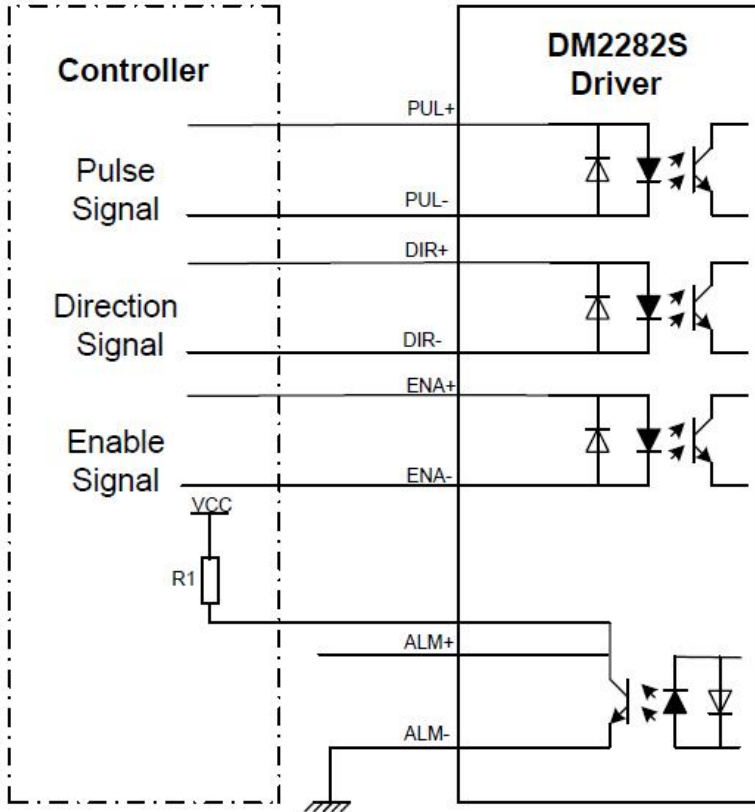 Controller
DM2282S
Driver
PUL+
Pulse
Signal
PUL-
DIR+
Direction
Signal
DIR-
ENA+
Enable
Signal
ENA-
VCC
R1
ALM+
ALM-